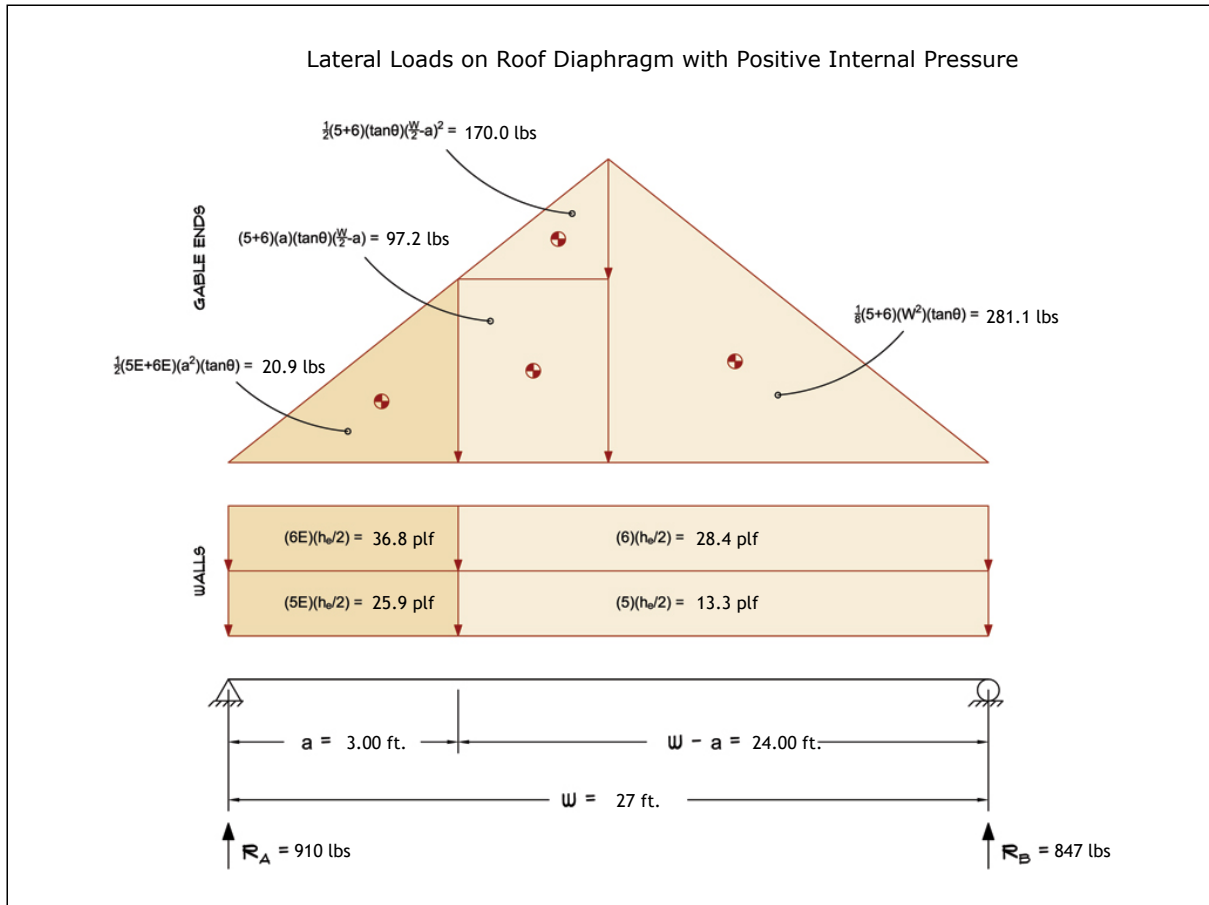 Lateral Loads on Roof Diaphragm with Positive Internal Pressure
½(5+6)(tanθ)(W/2-a)² = 170.0 lbs
GABLE ENDS
(5+6)(a)(tanθ)(W/2-a) = 97.2 lbs
⅛(5+6)(W²)(tanθ) = 281.1 lbs
½(5E+6E)(a²)(tanθ) = 20.9 lbs
WALLS
(6E)(hₑ/2) = 36.8 plf
(6)(hₑ/2) = 28.4 plf
(5E)(hₑ/2) = 25.9 plf
(5)(hₑ/2) = 13.3 plf
a = 3.00 ft.
W - a = 24.00 ft.
W = 27 ft.
R_A = 910 lbs
R_B = 847 lbs